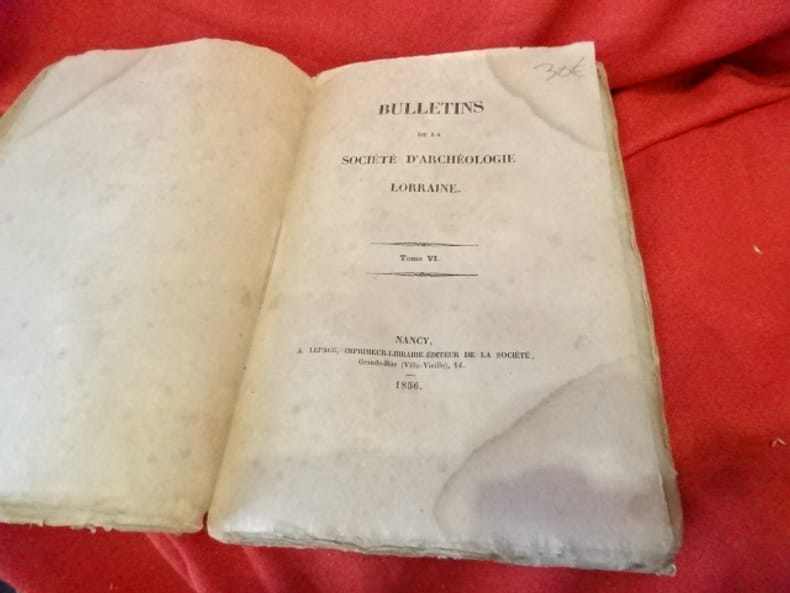 30€
BULLETINS
DE LA
SOCIÉTÉ D'ARCHÉOLOGIE
LORRAINE.
Tome VI.
NANCY,
A. LEPAGE, IMPRIMEUR-LIBRAIRE-ÉDITEUR DE LA SOCIÉTÉ,
Grande-Rue (Ville-Vieille), 14.
1856.